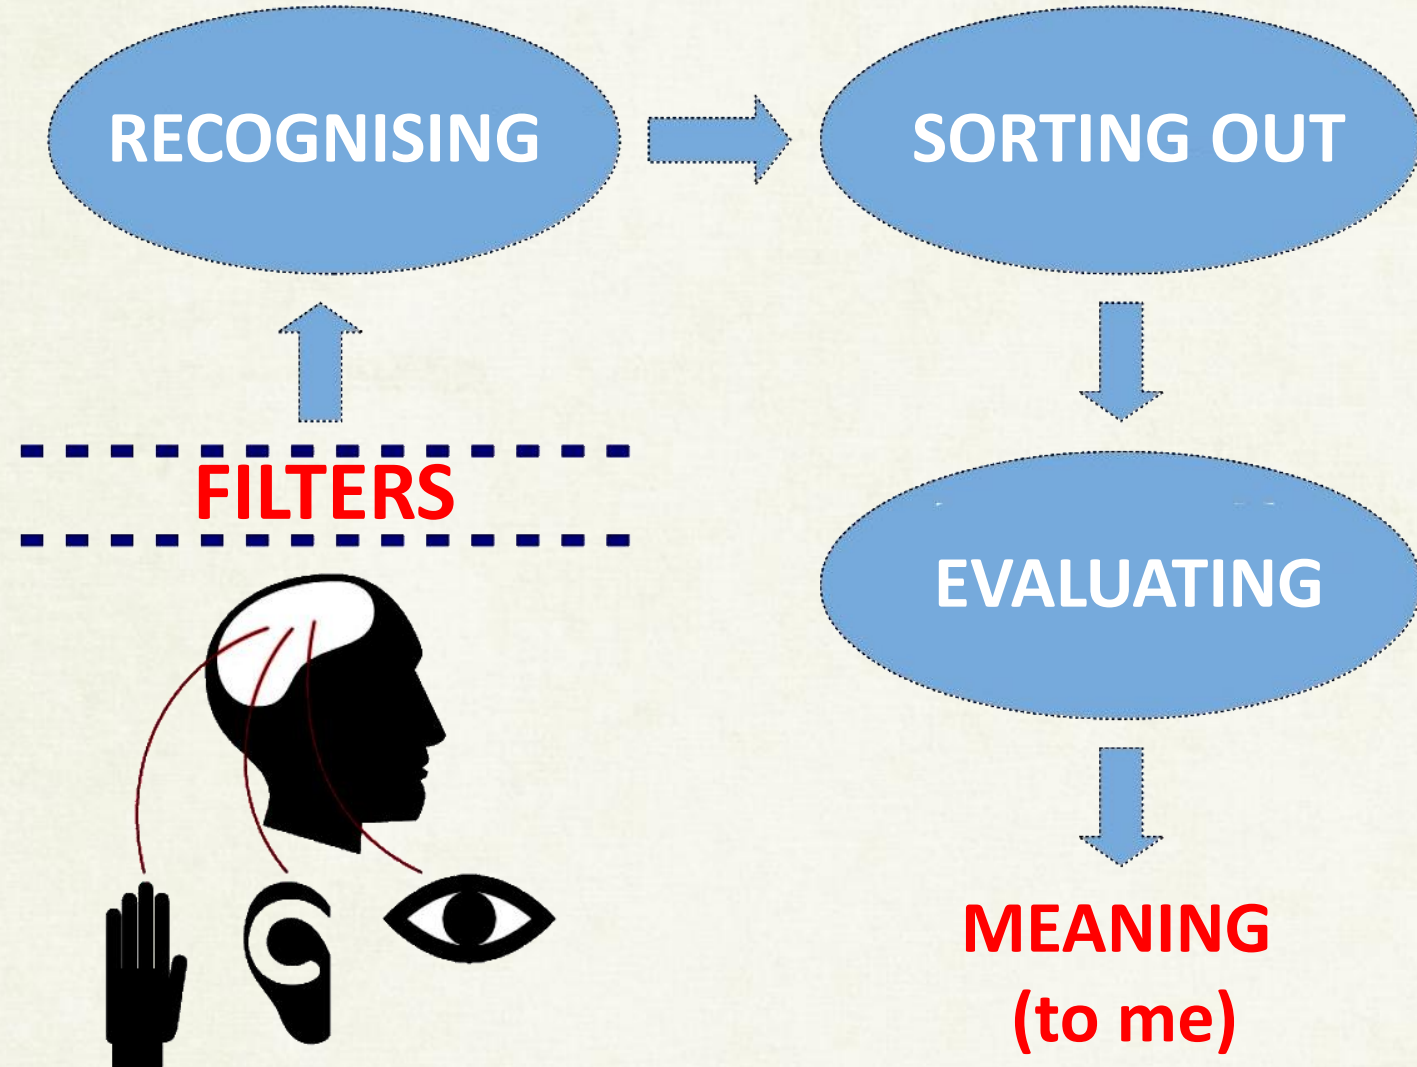 RECOGNISING
SORTING OUT
FILTERS
EVALUATING
MEANING
(to me)